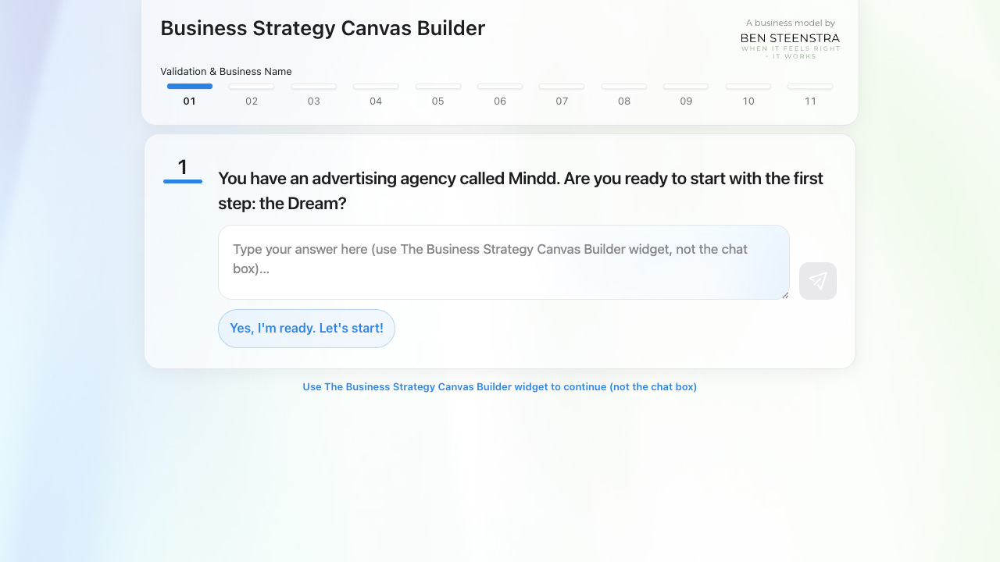 Business Strategy Canvas Builder
A business model by
BEN STEENSTRA
WHEN IT FEELS RIGHT
- IT WORKS
Validation & Business Name
01 02 03 04 05 06 07 08 09 10 11
1
You have an advertising agency called Mindd. Are you ready to start with the first
step: the Dream?
Type your answer here (use The Business Strategy Canvas Builder widget, not the chat
box)...
Yes, I'm ready. Let's start!
Use The Business Strategy Canvas Builder widget to continue (not the chat box)